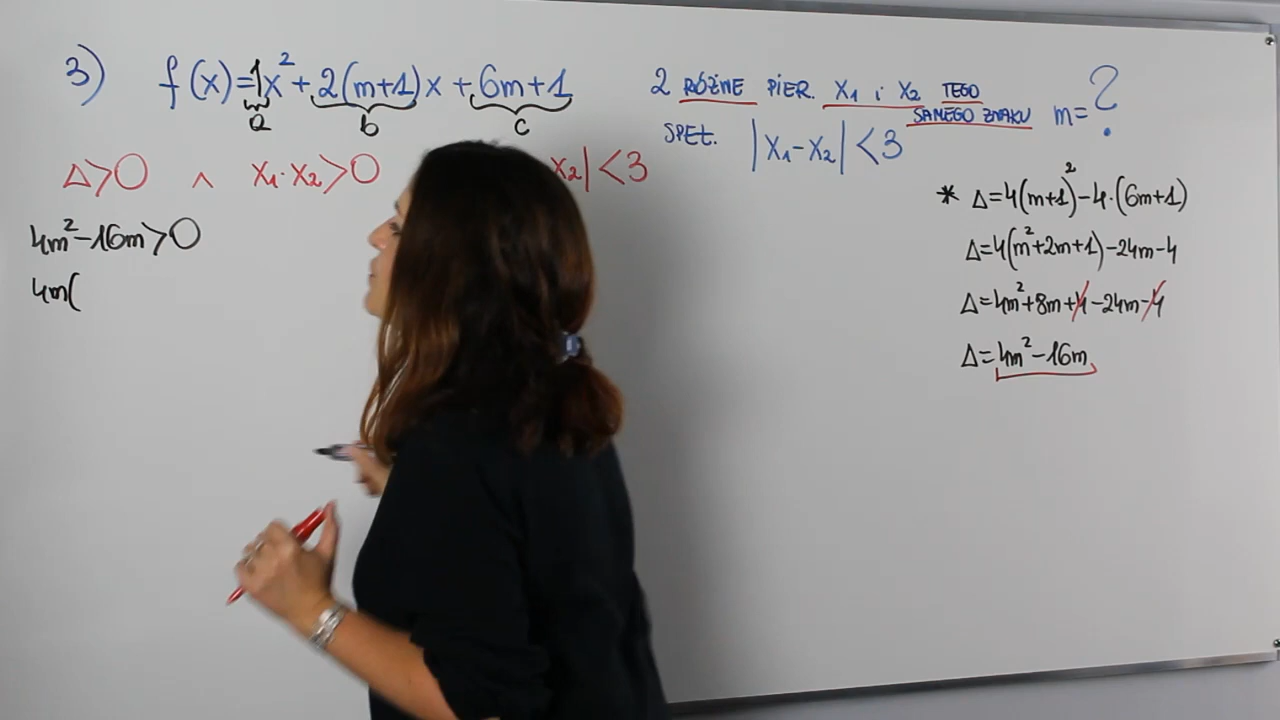 3) f(x)=1x²+2(m+1)x+6m+1
a b c
2 RÓŻNE PIER. X₁ i X₂ TEGO SAMEGO ZNAKU m=?
SPEŁ. |X₁-X₂|<3
Δ>0 ∧ X₁·X₂>0 X₂|<3
4m²-16m>0
4m(
* Δ=4(m+1)²-4·(6m+1)
Δ=4(m²+2m+1)-24m-4
Δ=4m²+8m+4-24m-4
Δ=4m²-16m